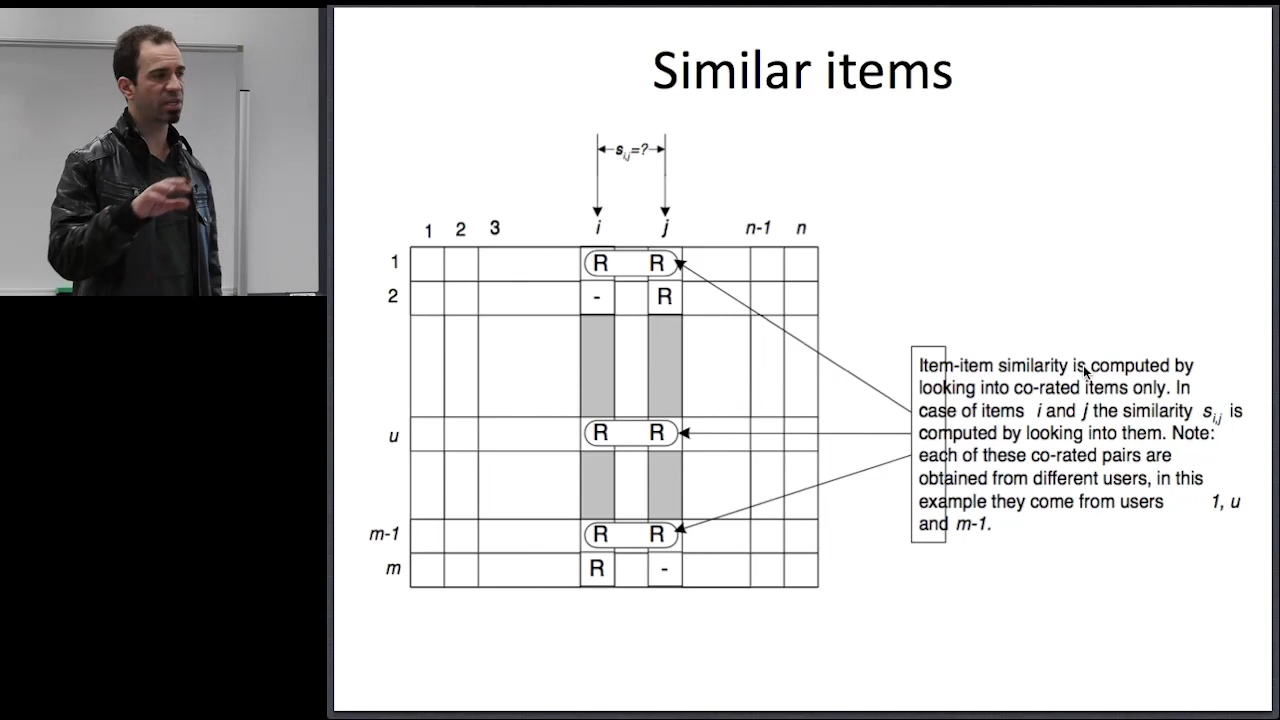 Similar items
s i,j =?
1 2 3 i j n-1 n
1 R R
2 - R
u R R
m-1 R R
m R -
Item-item similarity is computed by
looking into co-rated items only. In
case of items i and j the similarity s i,j is
computed by looking into them. Note:
each of these co-rated pairs are
obtained from different users, in this
example they come from users 1, u
and m-1.